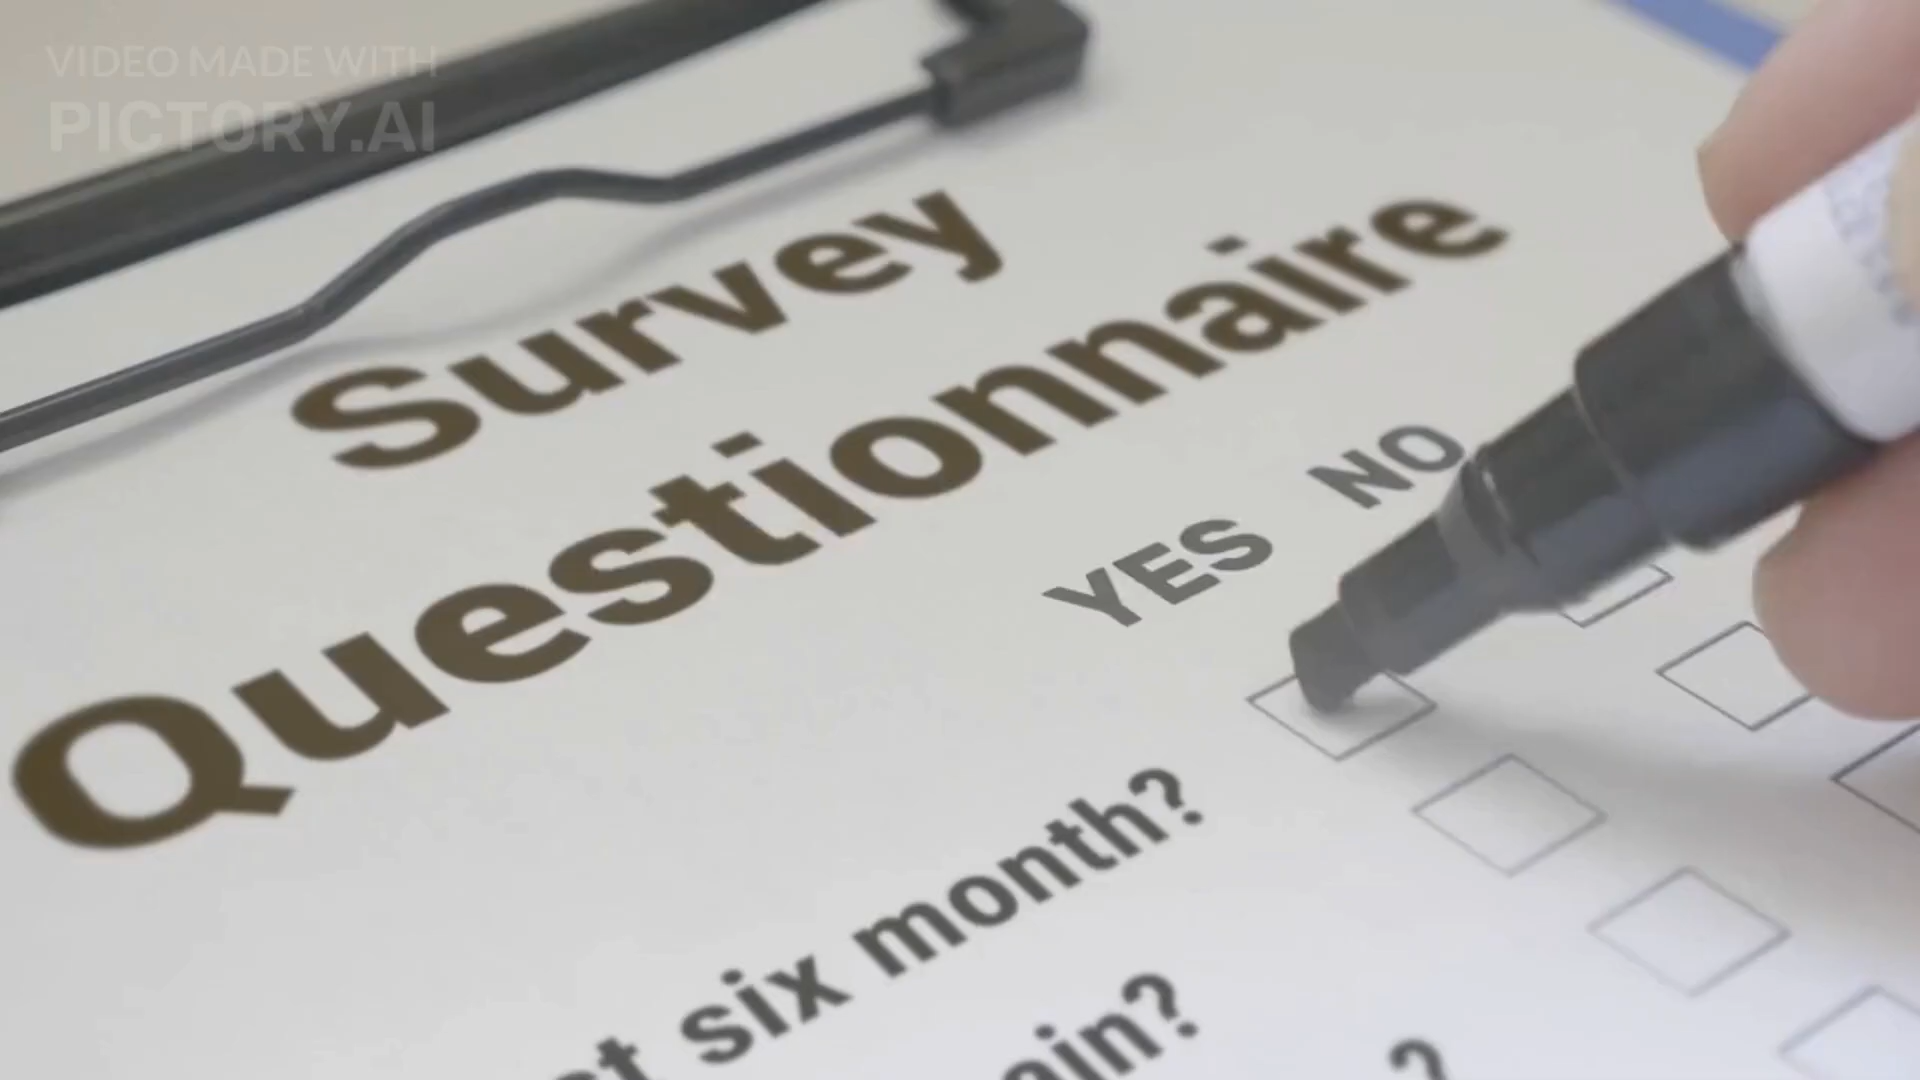 VIDEO MADE WITH
PICTORY.AI
Survey
Questionnaire
YES NO
six month?
?